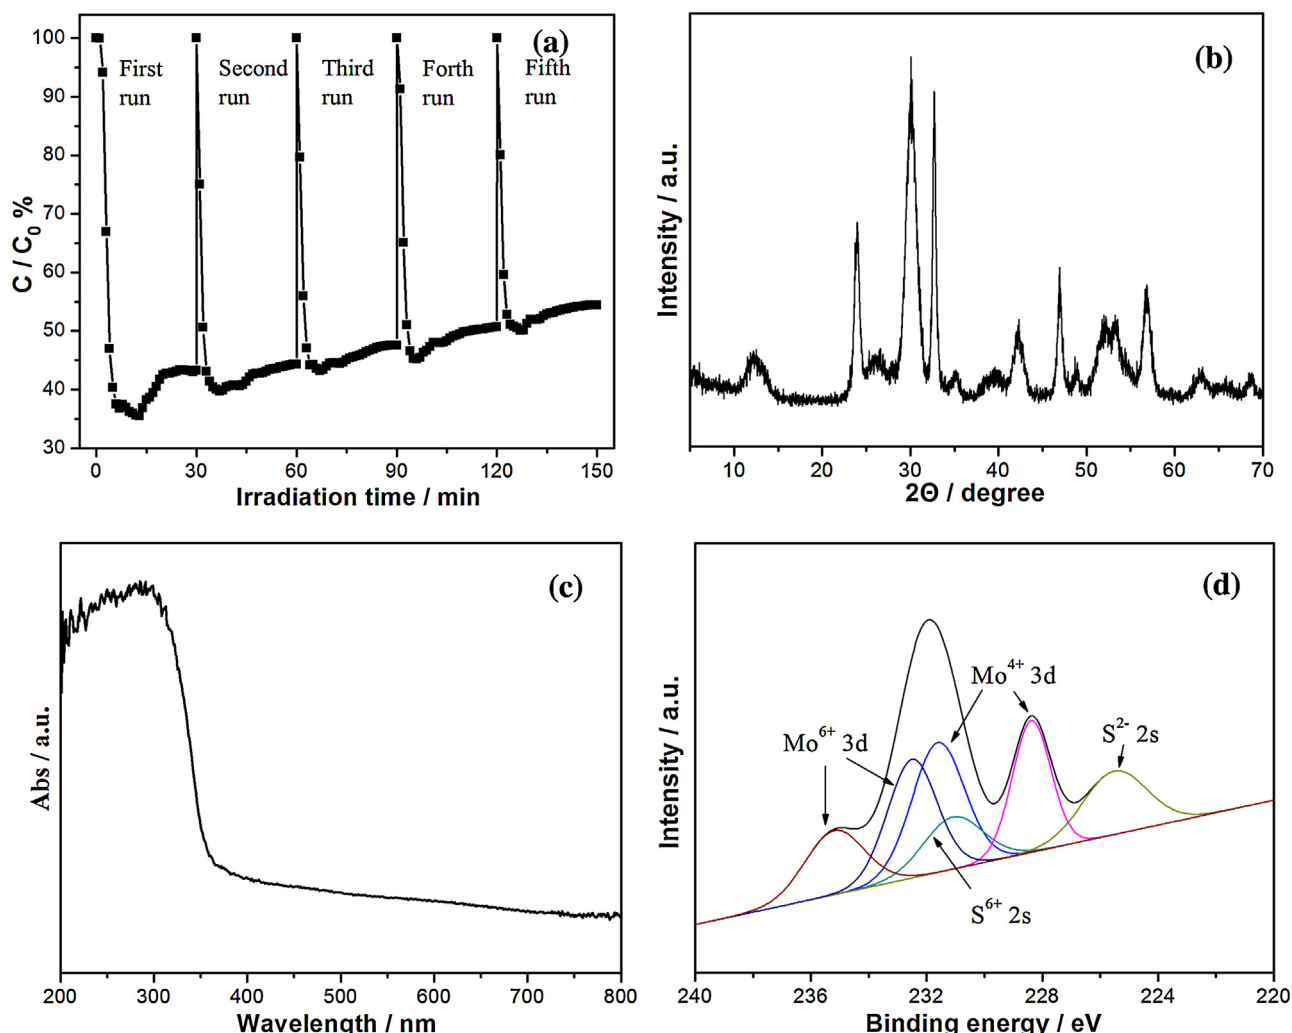 (a)
First
run
Second
run
Third
run
Forth
run
Fifth
run
100
90
80
70
60
50
40
30
C / C0 %
0 30 60 90 120 150
Irradiation time / min
(b)
Intensity / a.u.
10 20 30 40 50 60 70
2Θ / degree
(c)
Abs / a.u.
200 300 400 500 600 700 800
Wavelength / nm
(d)
Mo4+ 3d
S2- 2s
Mo6+ 3d
S6+ 2s
Intensity / a.u.
240 236 232 228 224 220
Binding energy / eV